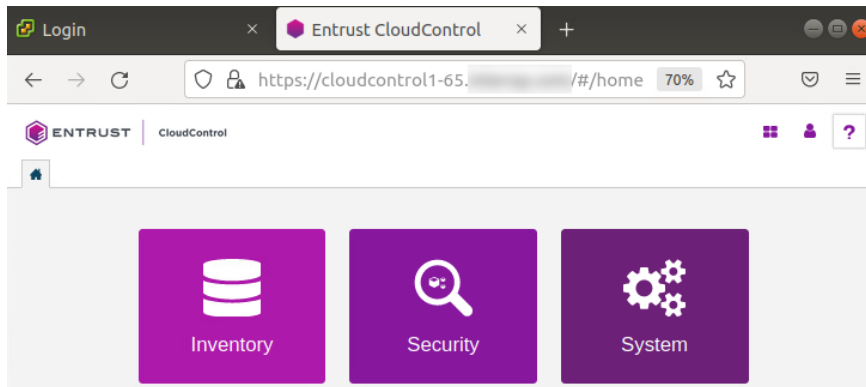 Login
Entrust CloudControl
https://cloudcontrol1-65. /#/home 70%
ENTRUST CloudControl
?
Inventory Security System